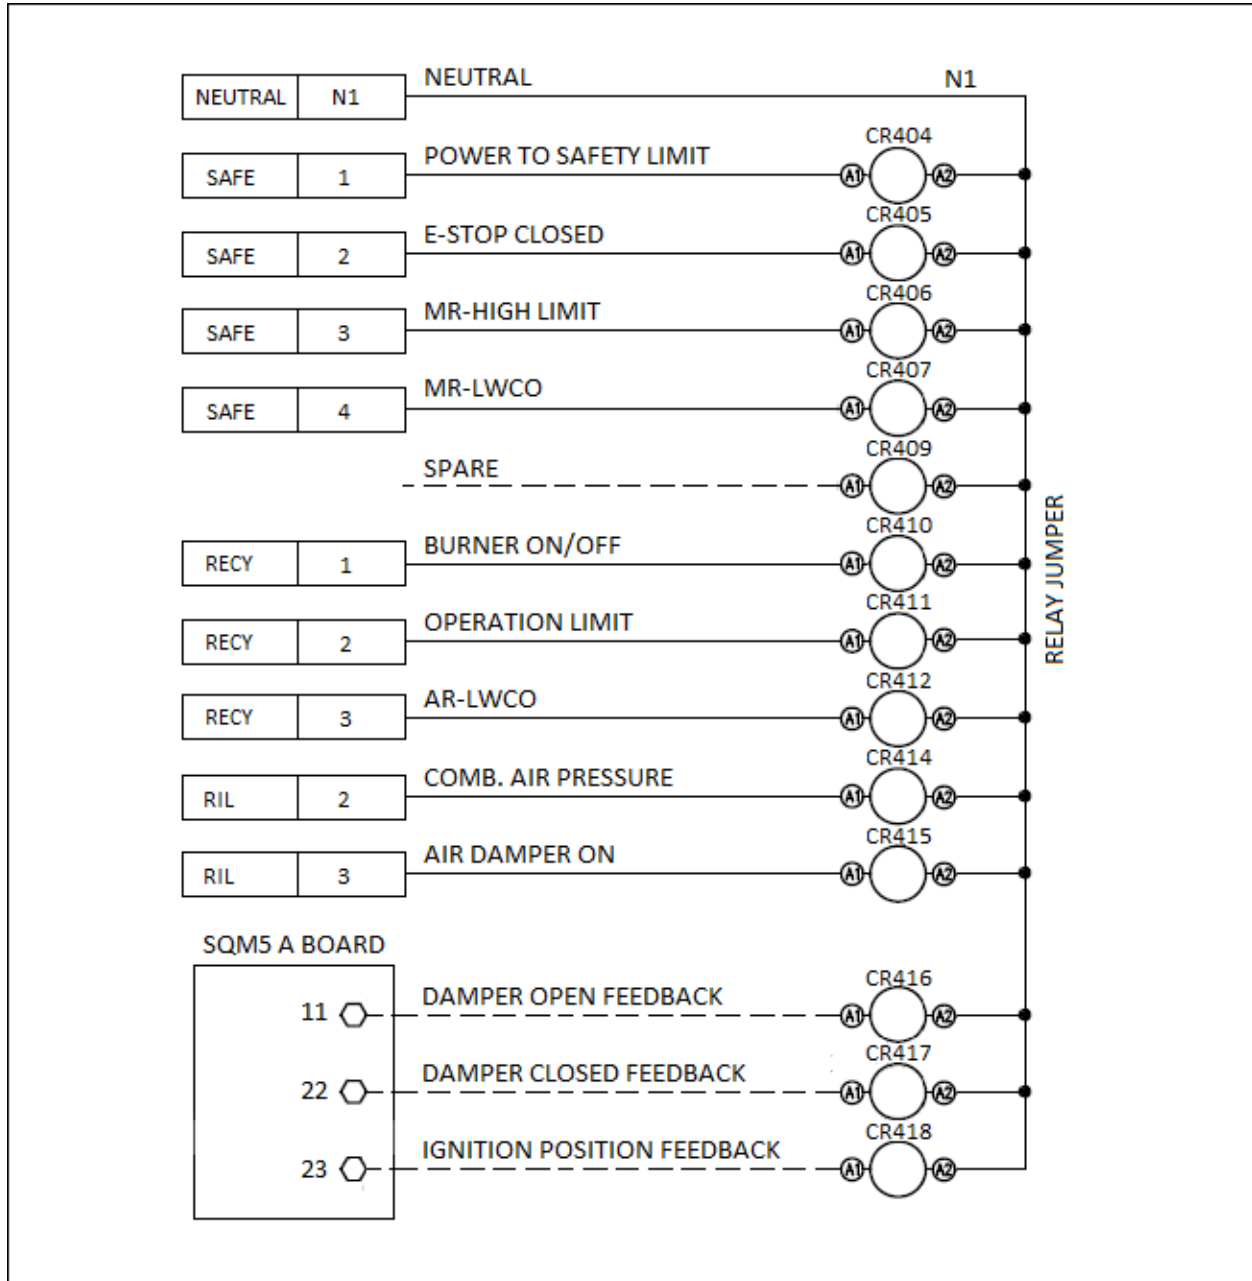 NEUTRAL N1 NEUTRAL N1
CR404
SAFE 1 POWER TO SAFETY LIMIT A1 A2
CR405
SAFE 2 E-STOP CLOSED A1 A2
CR406
SAFE 3 MR-HIGH LIMIT A1 A2
CR407
SAFE 4 MR-LWCO A1 A2
CR409
SPARE A1 A2
CR410
RECY 1 BURNER ON/OFF A1 A2
CR411
RECY 2 OPERATION LIMIT A1 A2
CR412
RECY 3 AR-LWCO A1 A2
CR414
RIL 2 COMB. AIR PRESSURE A1 A2
CR415
RIL 3 AIR DAMPER ON A1 A2
RELAY JUMPER
SQM5 A BOARD
CR416
11 DAMPER OPEN FEEDBACK A1 A2
CR417
22 DAMPER CLOSED FEEDBACK A1 A2
CR418
23 IGNITION POSITION FEEDBACK A1 A2